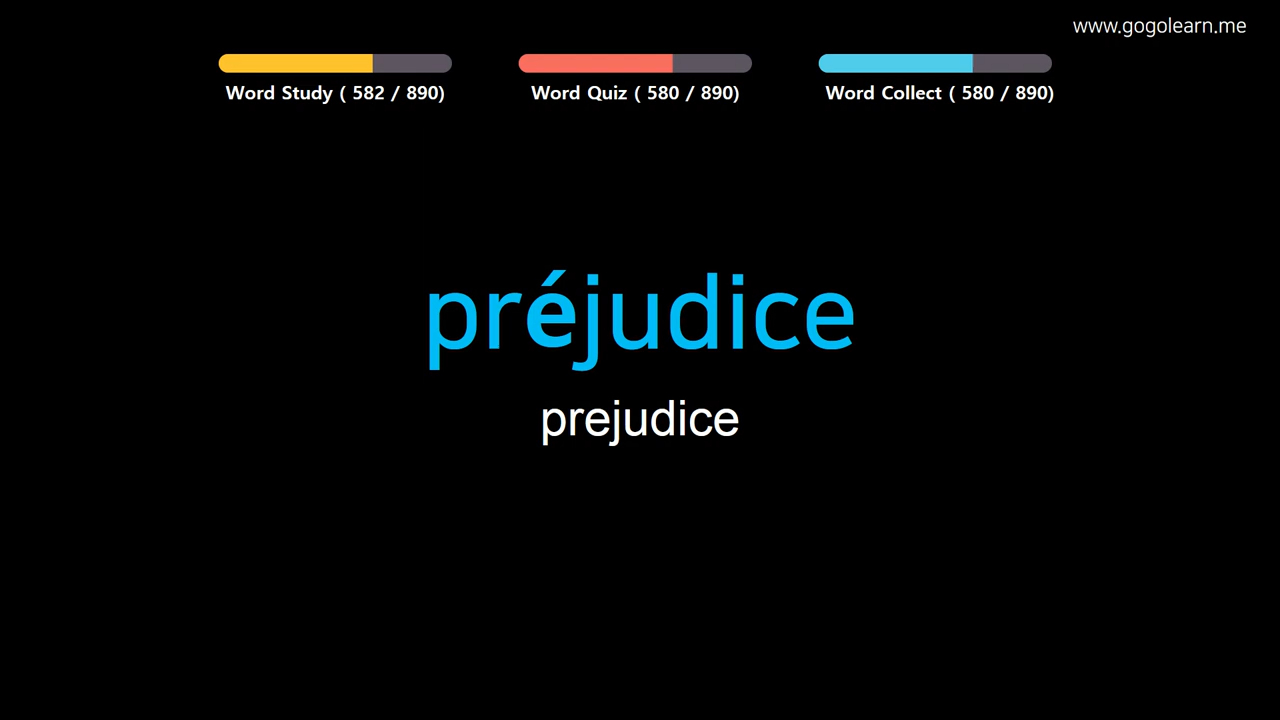 www.gogolearn.me
Word Study ( 582 / 890)
Word Quiz ( 580 / 890)
Word Collect ( 580 / 890)
préjudice
prejudice